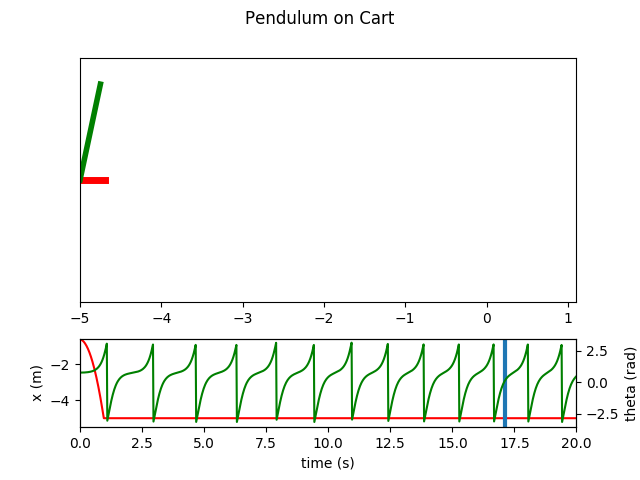 Pendulum on Cart
−5 −4 −3 −2 −1 0 1
x (m)
−2
−4
2.5
0.0
−2.5
theta (rad)
0.0 2.5 5.0 7.5 10.0 12.5 15.0 17.5 20.0
time (s)